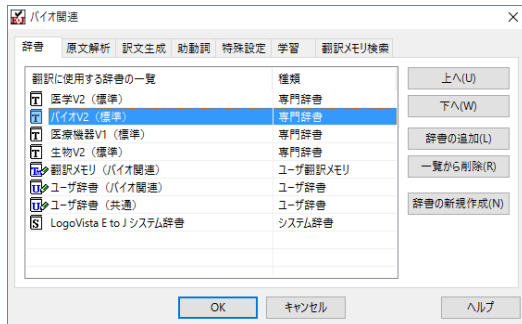 バイオ関連
辞書 原文解析 訳文生成 助動詞 特殊設定 学習 翻訳メモリ検索
翻訳に使用する辞書の一覧 種類
T 医学V2（標準） 専門辞書
T バイオV2（標準） 専門辞書
T 医療機器V1（標準） 専門辞書
T 生物V2（標準） 専門辞書
翻訳メモリ（バイオ関連） ユーザ翻訳メモリ
U ユーザ辞書（バイオ関連） ユーザ辞書
U ユーザ辞書（共通） ユーザ辞書
S LogoVista E to J システム辞書 システム辞書
上へ(U)
下へ(W)
辞書の追加(L)
一覧から削除(R)
辞書の新規作成(N)
OK キャンセル ヘルプ